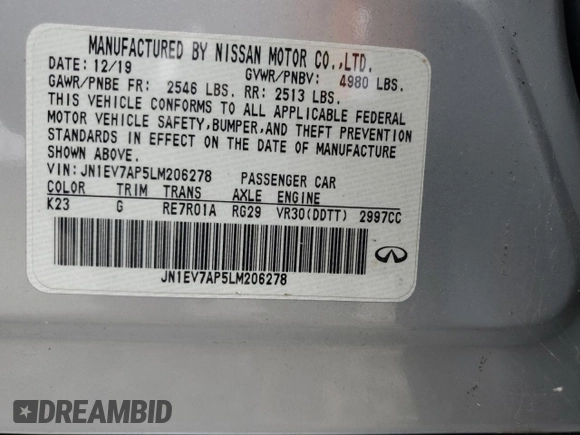 MANUFACTURED BY NISSAN MOTOR CO.,LTD.
DATE: 12/19 GVWR/PNBV: 4980 LBS.
GAWR/PNBE FR: 2546 LBS. RR: 2513 LBS.
THIS VEHICLE CONFORMS TO ALL APPLICABLE FEDERAL
MOTOR VEHICLE SAFETY,BUMPER,AND THEFT PREVENTION
STANDARDS IN EFFECT ON THE DATE OF MANUFACTURE
SHOWN ABOVE.
VIN:JN1EV7AP5LM206278 PASSENGER CAR
COLOR TRIM TRANS AXLE ENGINE
K23 G RE7R01A RG29 VR30(DDTT) 2997CC
JN1EV7AP5LM206278
DREAMBID